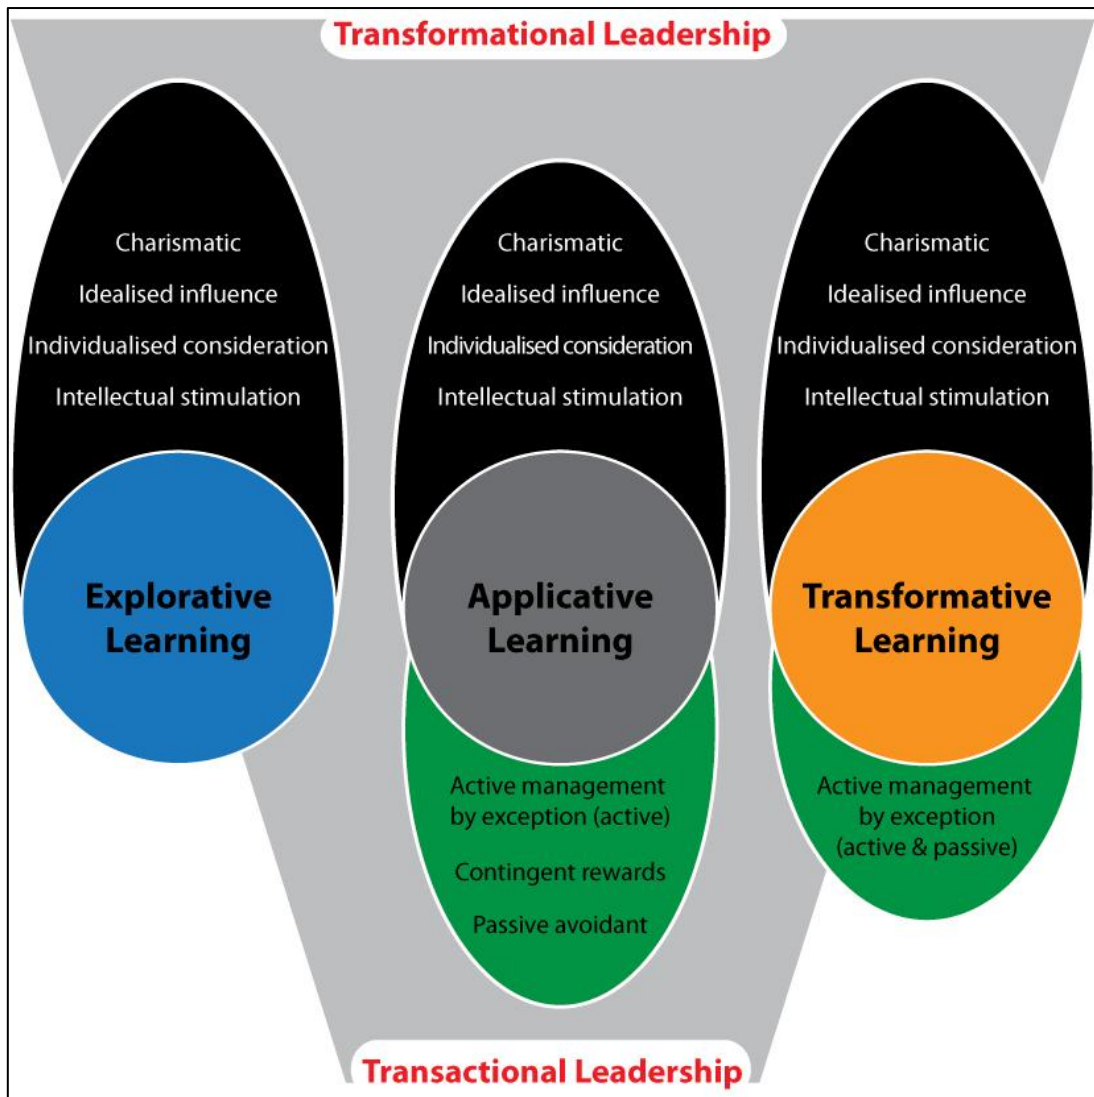 Transformational Leadership
Charismatic
Idealised influence
Individualised consideration
Intellectual stimulation
Explorative
Learning
Charismatic
Idealised influence
Individualised consideration
Intellectual stimulation
Applicative
Learning
Active management
by exception (active)
Contingent rewards
Passive avoidant
Charismatic
Idealised influence
Individualised consideration
Intellectual stimulation
Transformative
Learning
Active management
by exception
(active & passive)
Transactional Leadership